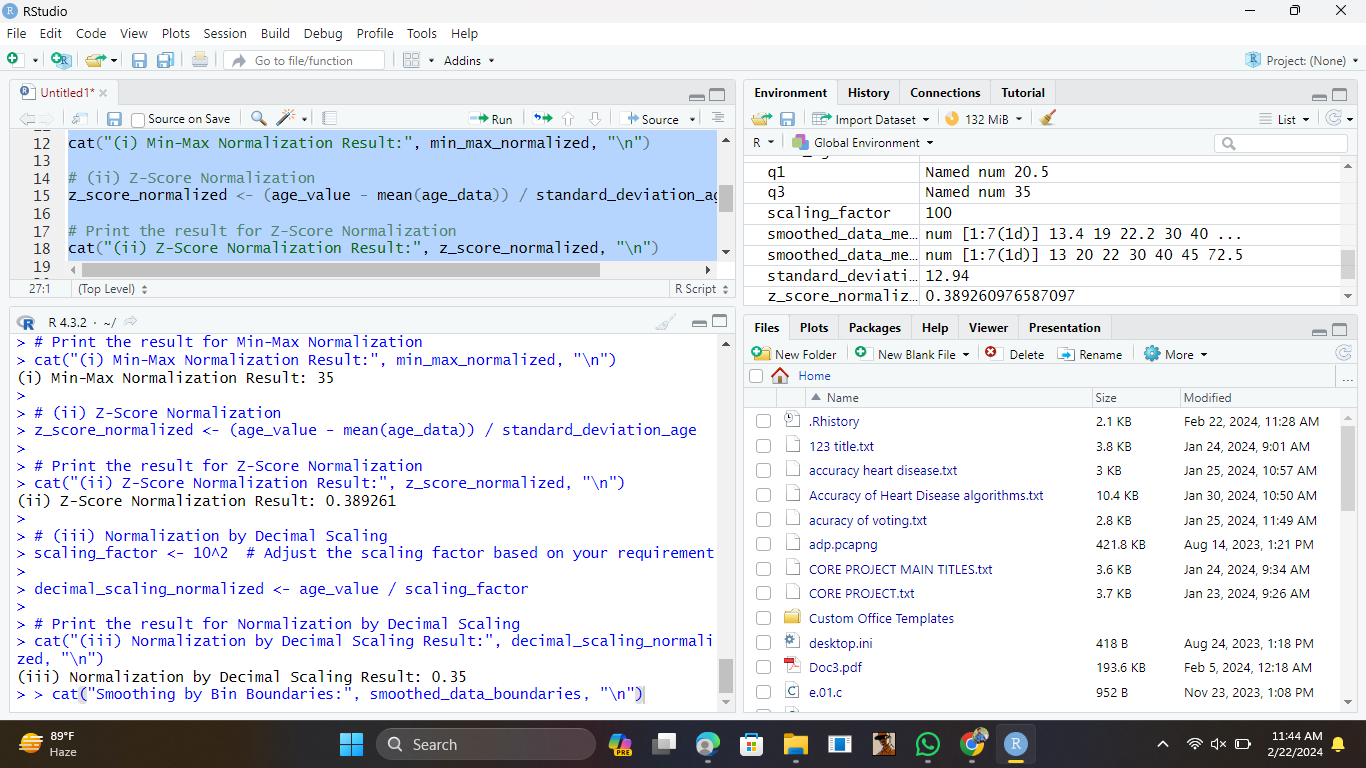 RStudio
File Edit Code View Plots Session Build Debug Profile Tools Help
Go to file/function
Addins
Project: (None)
Untitled1*
Source on Save
Run
Source
12 cat("(i) Min-Max Normalization Result:", min_max_normalized, "\n")
13
14 # (ii) Z-Score Normalization
15 z_score_normalized <- (age_value - mean(age_data)) / standard_deviation_ag
16
17 # Print the result for Z-Score Normalization
18 cat("(ii) Z-Score Normalization Result:", z_score_normalized, "\n")
19
27:1 (Top Level) R Script
R 4.3.2 · ~/
> # Print the result for Min-Max Normalization
> cat("(i) Min-Max Normalization Result:", min_max_normalized, "\n")
(i) Min-Max Normalization Result: 35
>
> # (ii) Z-Score Normalization
> z_score_normalized <- (age_value - mean(age_data)) / standard_deviation_age
>
> # Print the result for Z-Score Normalization
> cat("(ii) Z-Score Normalization Result:", z_score_normalized, "\n")
(ii) Z-Score Normalization Result: 0.389261
>
> # (iii) Normalization by Decimal Scaling
> scaling_factor <- 10^2  # Adjust the scaling factor based on your requirement
>
> decimal_scaling_normalized <- age_value / scaling_factor
>
> # Print the result for Normalization by Decimal Scaling
> cat("(iii) Normalization by Decimal Scaling Result:", decimal_scaling_normali
zed, "\n")
(iii) Normalization by Decimal Scaling Result: 0.35
> > cat("Smoothing by Bin Boundaries:", smoothed_data_boundaries, "\n")
Environment History Connections Tutorial
Import Dataset 132 MiB List
R Global Environment
q1 Named num 20.5
q3 Named num 35
scaling_factor 100
smoothed_data_me… num [1:7(1d)] 13.4 19 22.2 30 40 ...
smoothed_data_me… num [1:7(1d)] 13 20 22 30 40 45 72.5
standard_deviati… 12.94
z_score_normaliz… 0.389260976587097
Files Plots Packages Help Viewer Presentation
New Folder New Blank File Delete Rename More
Home ...
Name Size Modified
.Rhistory 2.1 KB Feb 22, 2024, 11:28 AM
123 title.txt 3.8 KB Jan 24, 2024, 9:01 AM
accuracy heart disease.txt 3 KB Jan 25, 2024, 10:57 AM
Accuracy of Heart Disease algorithms.txt 10.4 KB Jan 30, 2024, 10:50 AM
acuracy of voting.txt 2.8 KB Jan 25, 2024, 11:49 AM
adp.pcapng 421.8 KB Aug 14, 2023, 1:21 PM
CORE PROJECT MAIN TITLES.txt 3.6 KB Jan 24, 2024, 9:34 AM
CORE PROJECT.txt 3.7 KB Jan 23, 2024, 9:26 AM
Custom Office Templates
desktop.ini 418 B Aug 24, 2023, 1:18 PM
Doc3.pdf 193.6 KB Feb 5, 2024, 12:18 AM
e.01.c 952 B Nov 23, 2023, 1:08 PM
89°F
Haze
Search
PRE
11:44 AM
2/22/2024